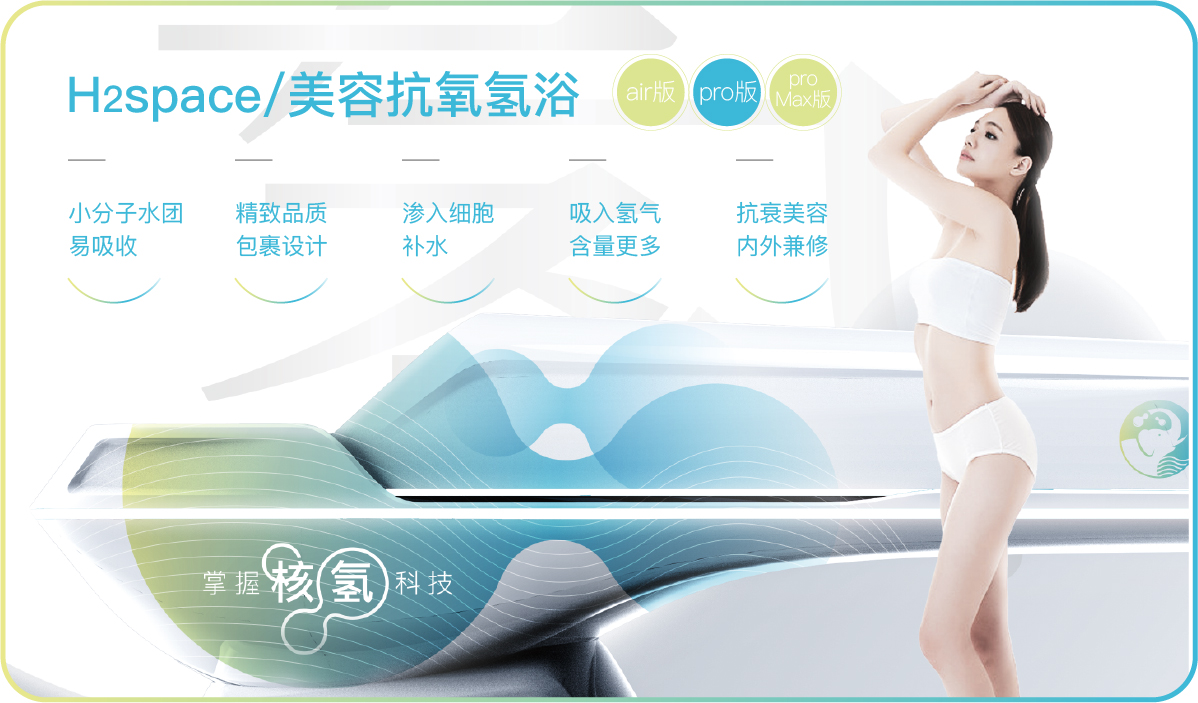 H2space/美容抗氧氢浴
air版
pro版
pro
Max版
小分子水团
易吸收
精致品质
包裹设计
渗入细胞
补水
吸入氢气
含量更多
抗衰美容
内外兼修
掌握核氢科技